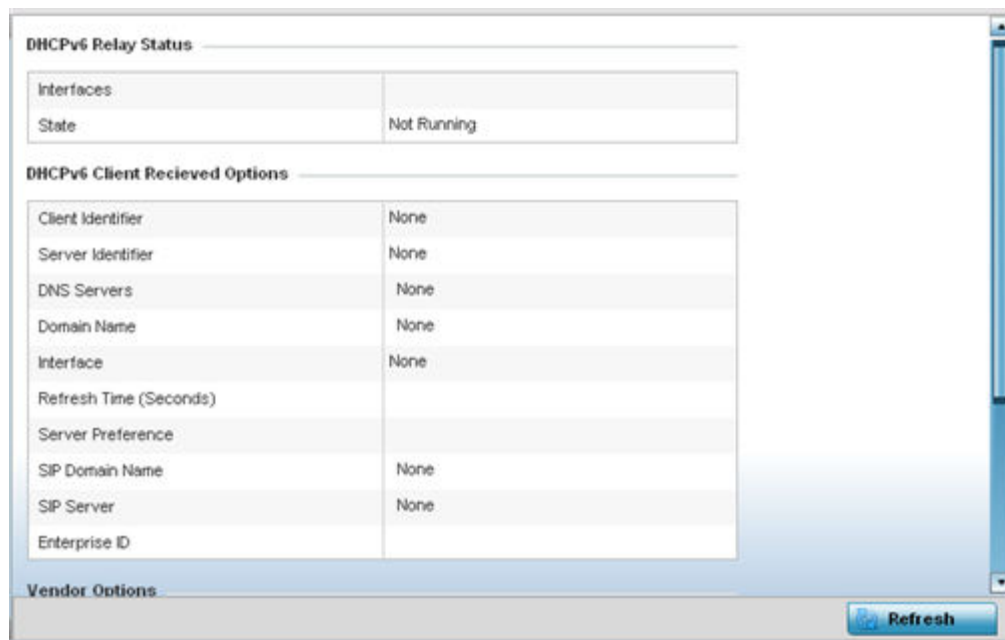 DHCPv6 Relay Status
Interfaces
State Not Running
DHCPv6 Client Recieved Options
Client Identifier None
Server Identifier None
DNS Servers None
Domain Name None
Interface None
Refresh Time (Seconds)
Server Preference
SIP Domain Name None
SIP Server None
Enterprise ID
Vendor Options
Refresh